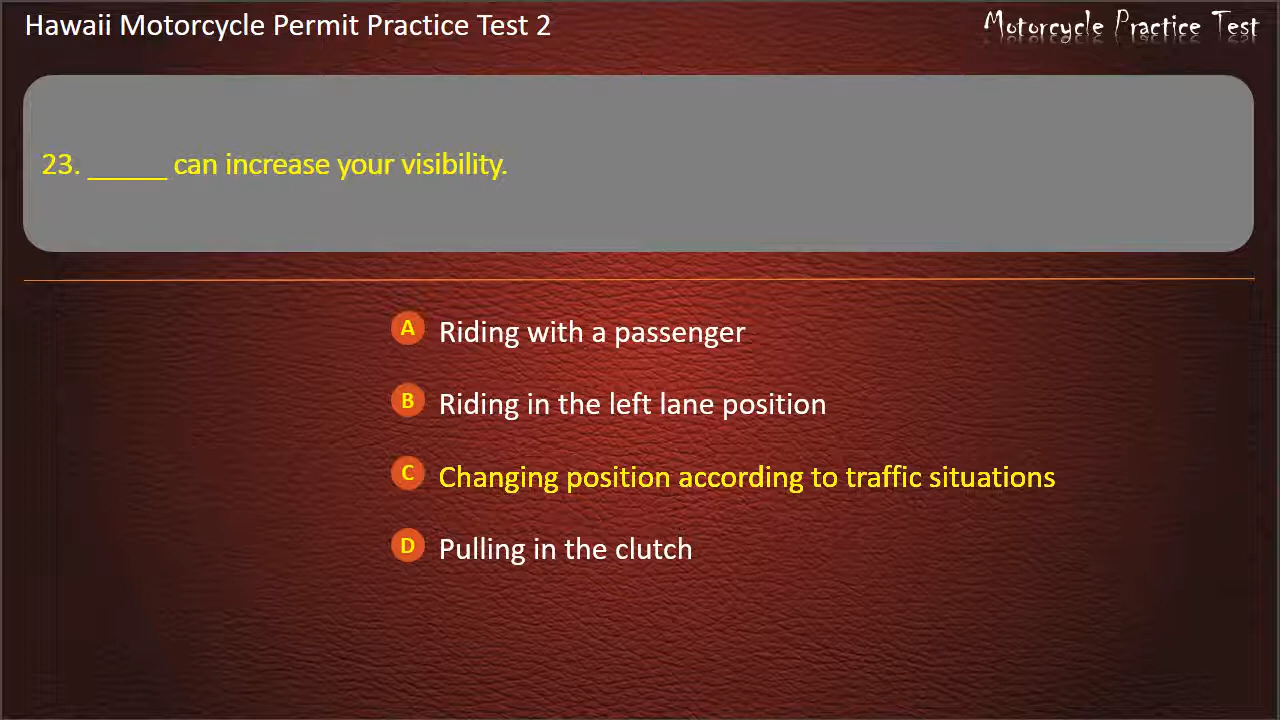 Hawaii Motorcycle Permit Practice Test 2
Motorcycle Practice Test
23. _____ can increase your visibility.
A Riding with a passenger
B Riding in the left lane position
C Changing position according to traffic situations
D Pulling in the clutch